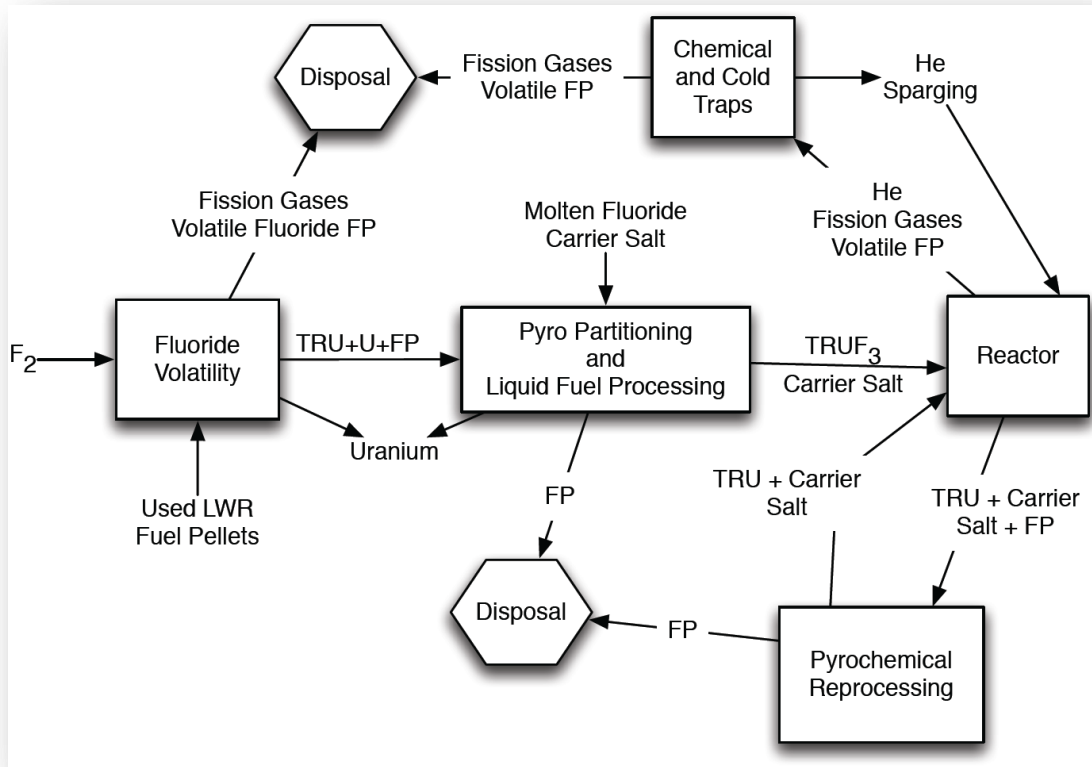 Disposal
Fission Gases
Volatile FP
Chemical
and Cold
Traps
He
Sparging
Fission Gases
Volatile Fluoride FP
Molten Fluoride
Carrier Salt
He
Fission Gases
Volatile FP
F2
Fluoride
Volatility
TRU+U+FP
Pyro Partitioning
and
Liquid Fuel Processing
TRUF3
Carrier Salt
Reactor
Uranium
Used LWR
Fuel Pellets
FP
TRU + Carrier
Salt
TRU + Carrier
Salt + FP
Disposal
FP
Pyrochemical
Reprocessing